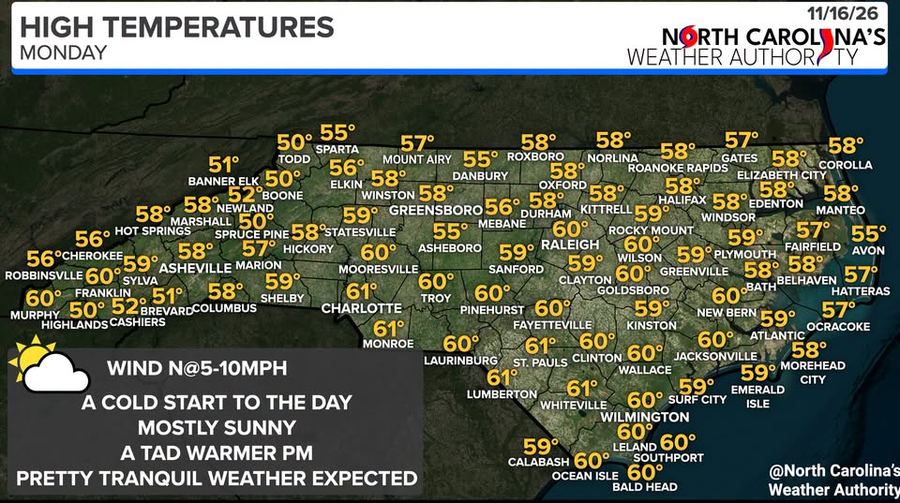 HIGH TEMPERATURES
MONDAY
11/16/26
NORTH CAROLINA'S
WEATHER AUTHORITY
50°
TODD
55°
SPARTA
57°
MOUNT AIRY
55°
DANBURY
58°
ROXBORO
58°
NORLINA
58°
ROANOKE RAPIDS
57°
GATES
58°
ELIZABETH CITY
58°
COROLLA
51°
BANNER ELK
50°
BOONE
56°
ELKIN
58°
WINSTON
58°
GREENSBORO
56°
MEBANE
58°
DURHAM
58°
OXFORD
58°
KITTRELL
58°
HALIFAX
58°
WINDSOR
58°
EDENTON
58°
MANTEO
58°
HOT SPRINGS
58°
MARSHALL
52°
NEWLAND
50°
SPRUCE PINE
58°
HICKORY
59°
STATESVILLE
55°
ASHEBORO
59°
SANFORD
60°
RALEIGH
59°
ROCKY MOUNT
60°
WILSON
59°
GREENVILLE
59°
PLYMOUTH
57°
FAIRFIELD
55°
AVON
56°
ROBBINSVLLE
56°
CHEROKEE
60°
FRANKLIN
59°
SYLVA
58°
ASHEVILLE
57°
MARION
60°
MOORESVILLE
59°
CLAYTON
60°
GOLDSBORO
58°
BATH
58°
BELHAVEN
57°
HATTERAS
60°
MURPHY
50°
HIGHLANDS
52°
CASHIERS
51°
BREVARD
58°
COLUMBUS
59°
SHELBY
61°
CHARLOTTE
60°
TROY
60°
PINEHURST
60°
FAYETTEVILLE
59°
KINSTON
60°
NEW BERN
59°
ATLANTIC
57°
OCRACOKE
61°
MONROE
60°
LAURINBURG
61°
ST. PAULS
60°
CLINTON
60°
WALLACE
60°
JACKSONVILLE
58°
MOREHEAD
CITY
61°
LUMBERTON
61°
WHITEVILLE
60°
WILMINGTON
59°
SURF CITY
59°
EMERALD
ISLE
59°
CALABASH
60°
OCEAN ISLE
60°
LELAND
60°
SOUTHPORT
60°
BALD HEAD
WIND N@5-10MPH
A COLD START TO THE DAY
MOSTLY SUNNY
A TAD WARMER PM
PRETTY TRANQUIL WEATHER EXPECTED
@North Carolina's
Weather Authority